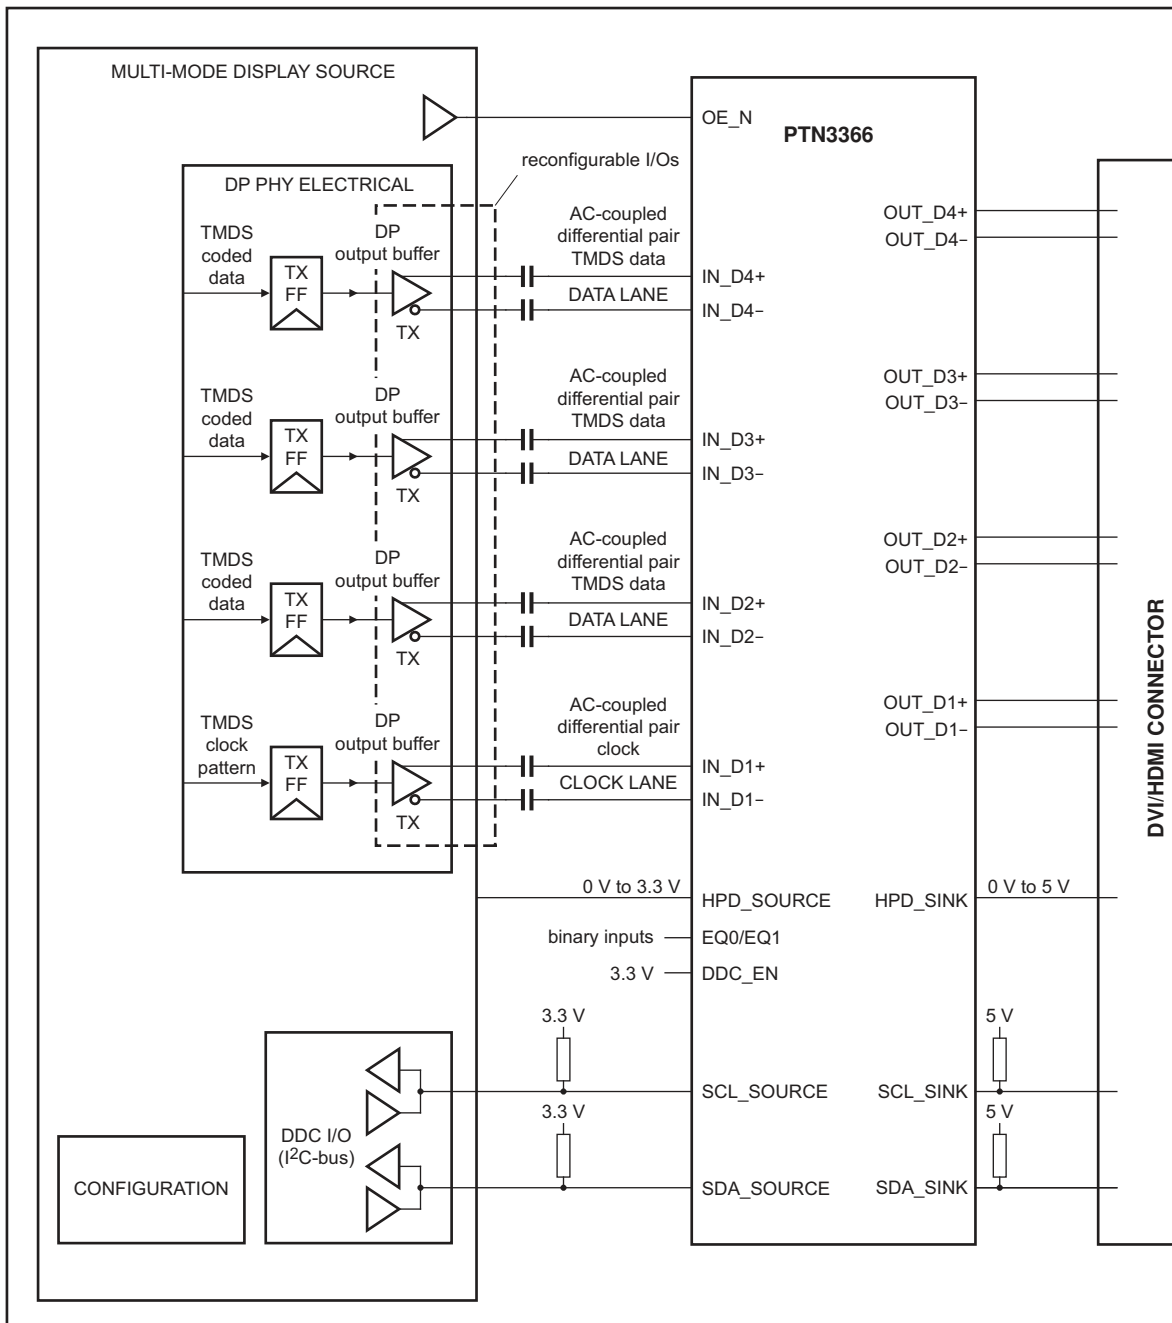 MULTI-MODE DISPLAY SOURCE
OE_N
PTN3366
reconfigurable I/Os
DP PHY ELECTRICAL
TMDS
coded
data
TX
FF
DP
output buffer
TX
AC-coupled
differential pair
TMDS data
DATA LANE
IN_D4+
IN_D4−
OUT_D4+
OUT_D4−
TMDS
coded
data
TX
FF
DP
output buffer
TX
AC-coupled
differential pair
TMDS data
DATA LANE
IN_D3+
IN_D3−
OUT_D3+
OUT_D3−
TMDS
coded
data
TX
FF
DP
output buffer
TX
AC-coupled
differential pair
TMDS data
DATA LANE
IN_D2+
IN_D2−
OUT_D2+
OUT_D2−
TMDS
clock
pattern
TX
FF
DP
output buffer
TX
AC-coupled
differential pair
clock
CLOCK LANE
IN_D1+
IN_D1−
OUT_D1+
OUT_D1−
DVI/HDMI CONNECTOR
0 V to 3.3 V
HPD_SOURCE
HPD_SINK
0 V to 5 V
binary inputs
EQ0/EQ1
3.3 V
DDC_EN
3.3 V
5 V
SCL_SOURCE
SCL_SINK
3.3 V
5 V
DDC I/O
(I²C-bus)
CONFIGURATION
SDA_SOURCE
SDA_SINK